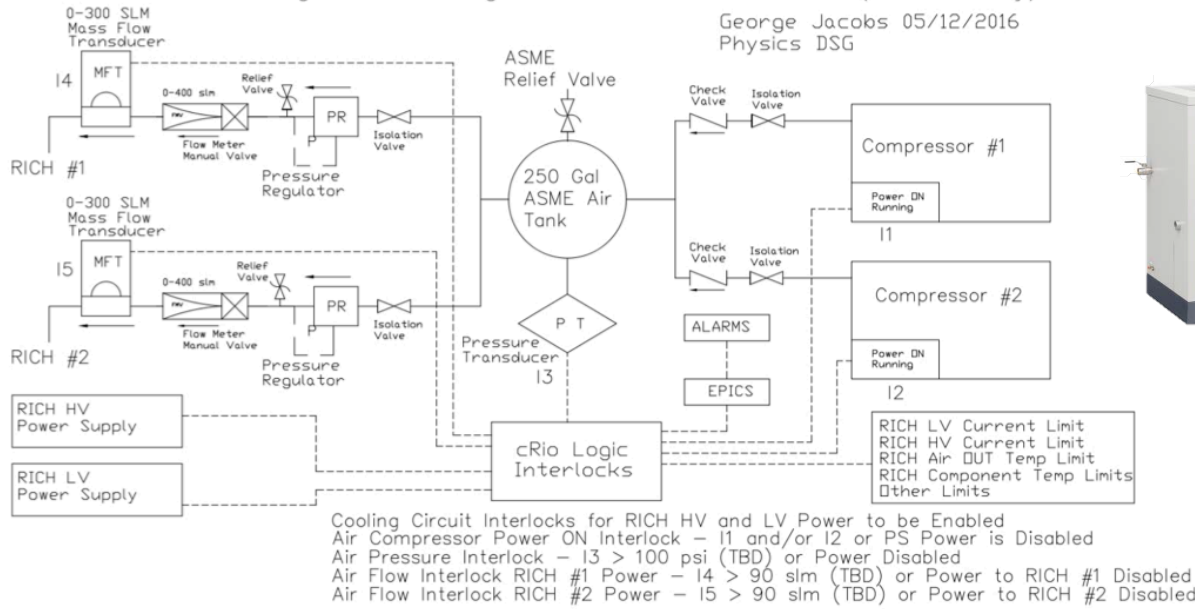 George Jacobs 05/12/2016
Physics DSG
0-300 SLM
Mass Flow
Transducer
I4
MFT
0-400 slm
FMV
Flow Meter
Manual Valve
Relief
Valve
PR
P
Pressure
Regulator
Isolation
Valve
RICH #1
ASME
Relief Valve
250 Gal
ASME Air
Tank
Check
Valve
Isolation
Valve
Compressor #1
Power ON
Running
I1
0-300 SLM
Mass Flow
Transducer
I5
MFT
0-400 slm
FMV
Flow Meter
Manual Valve
Relief
Valve
PR
P
Pressure
Regulator
Isolation
Valve
RICH #2
P T
Pressure
Transducer
I3
Check
Valve
Isolation
Valve
Compressor #2
Power ON
Running
I2
ALARMS
EPICS
RICH HV
Power Supply
RICH LV
Power Supply
cRio Logic
Interlocks
RICH LV Current Limit
RICH HV Current Limit
RICH Air OUT Temp Limit
RICH Component Temp Limits
Other Limits
Cooling Circuit Interlocks for RICH HV and LV Power to be Enabled
Air Compressor Power ON Interlock – I1 and/or I2 or PS Power is Disabled
Air Pressure Interlock – I3 > 100 psi (TBD) or Power Disabled
Air Flow Interlock RICH #1 Power – I4 > 90 slm (TBD) or Power to RICH #1 Disabled
Air Flow Interlock RICH #2 Power – I5 > 90 slm (TBD) or Power to RICH #2 Disabled